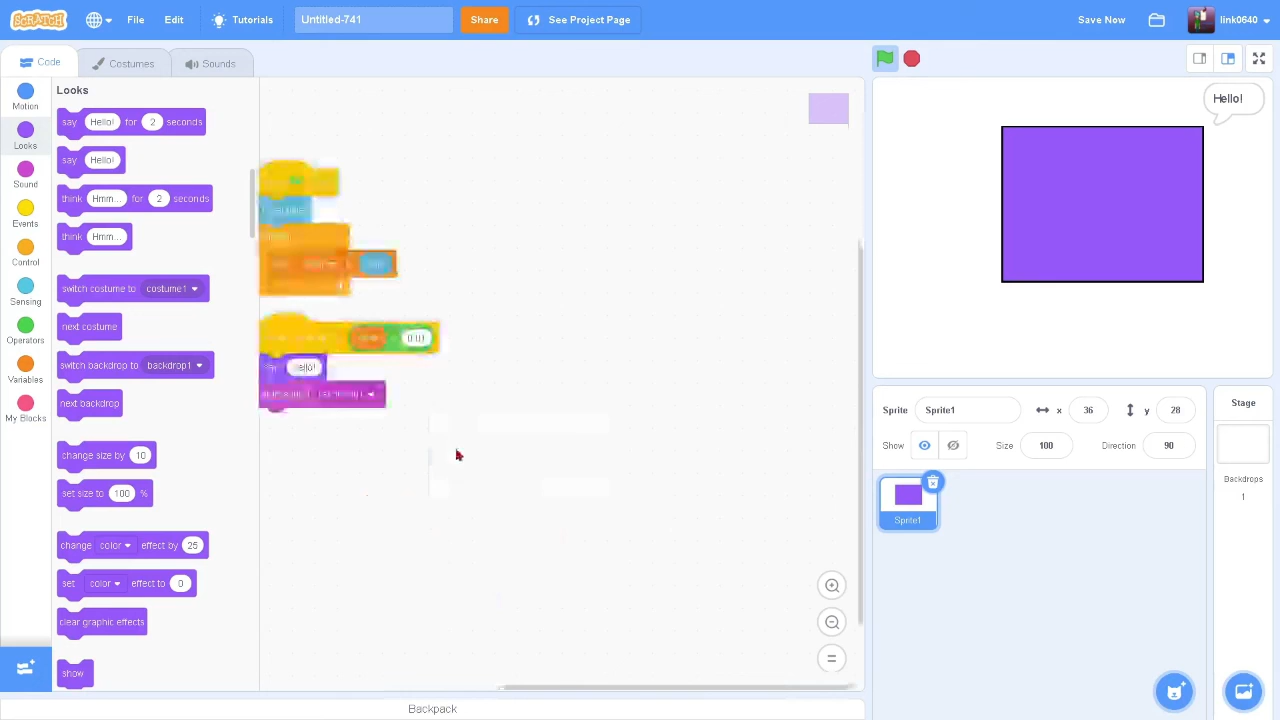 SCRATCH File Edit Tutorials Untitled-741 Share See Project Page Save Now link0640
Code Costumes Sounds
Motion
Looks
Sound
Events
Control
Sensing
Operators
Variables
My Blocks
Looks
say Hello! for 2 seconds
say Hello!
think Hmm... for 2 seconds
think Hmm...
switch costume to costume1
next costume
switch backdrop to backdrop1
next backdrop
change size by 10
set size to 100 %
change color effect by 25
set color effect to 0
clear graphic effects
show
Hello!
Hello!
Sprite Sprite1 x 36 y 28
Show Size 100 Direction 90
Sprite1
Stage
Backdrops
1
Backpack